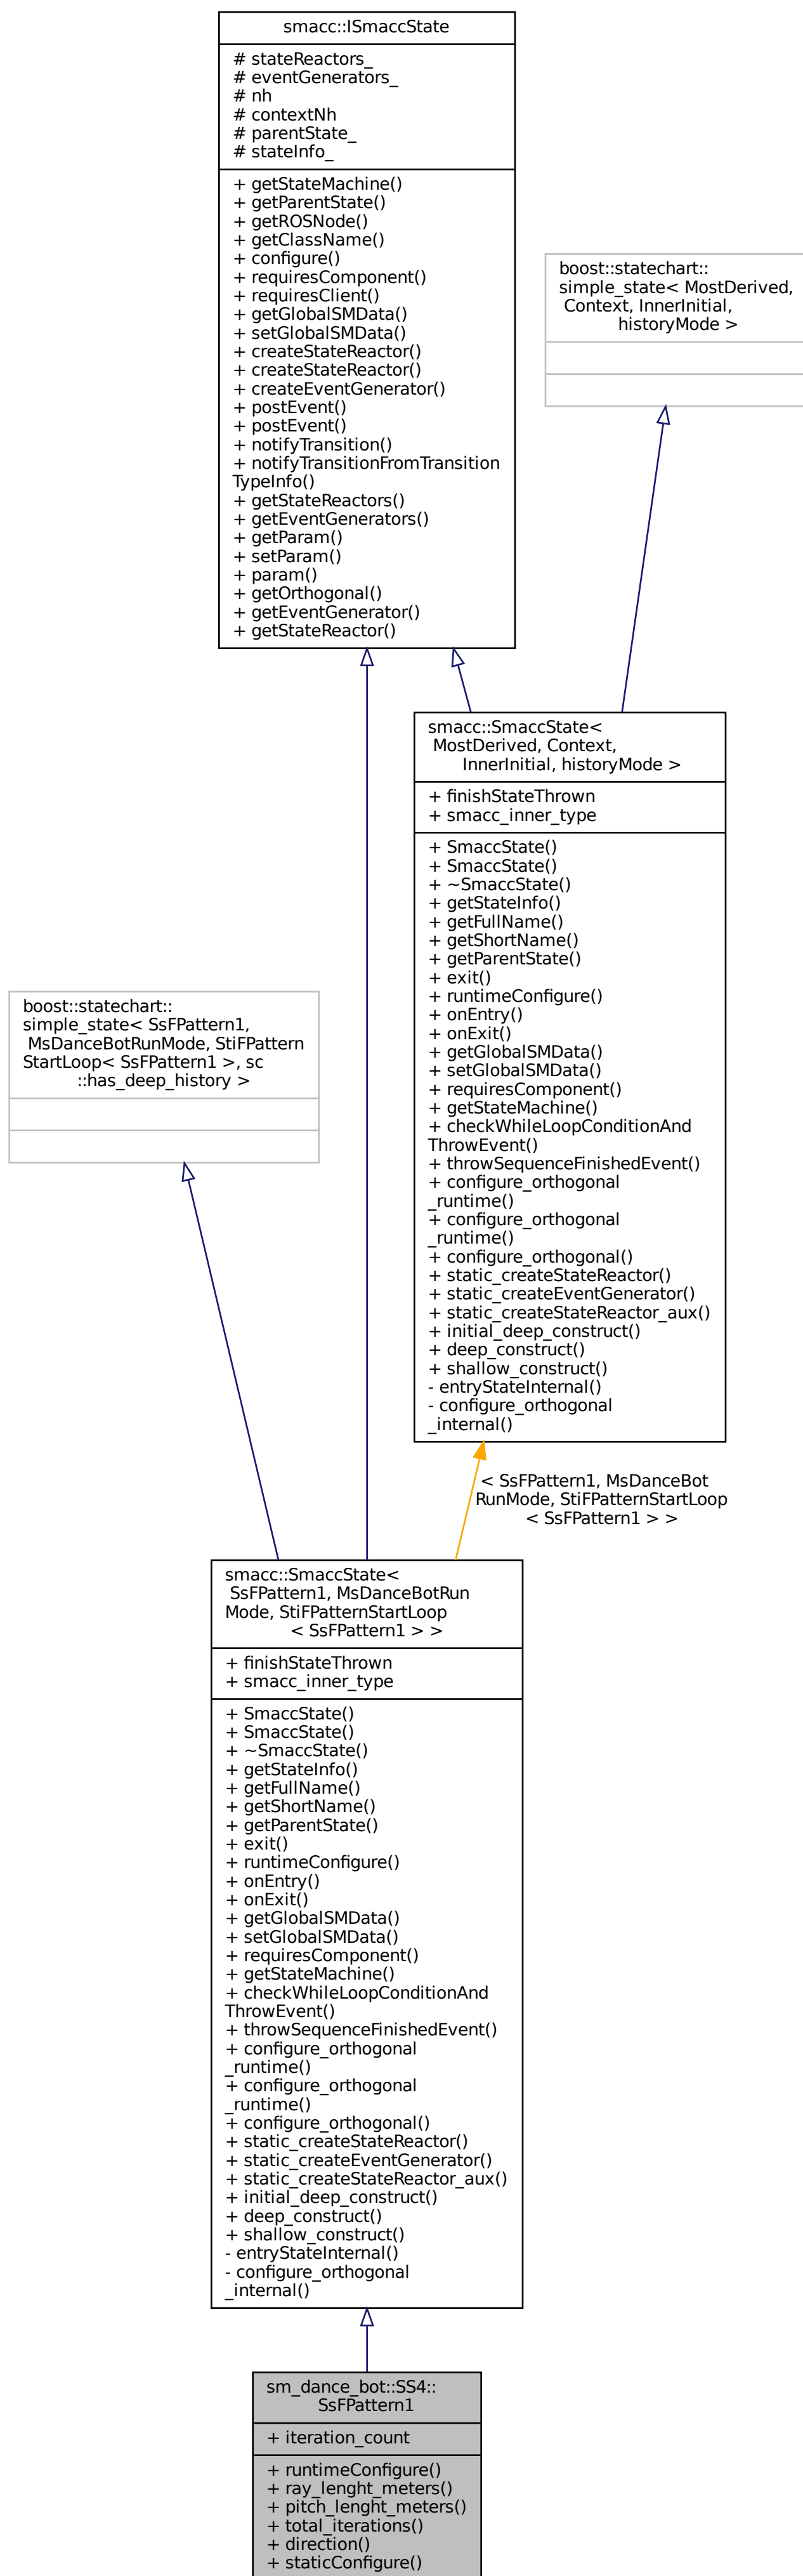 smacc::ISmaccState
# stateReactors_
# eventGenerators_
# nh
# contextNh
# parentState_
# stateInfo_
+ getStateMachine()
+ getParentState()
+ getROSNode()
+ getClassName()
+ configure()
+ requiresComponent()
+ requiresClient()
+ getGlobalSMData()
+ setGlobalSMData()
+ createStateReactor()
+ createStateReactor()
+ createEventGenerator()
+ postEvent()
+ postEvent()
+ notifyTransition()
+ notifyTransitionFromTransition
TypeInfo()
+ getStateReactors()
+ getEventGenerators()
+ getParam()
+ setParam()
+ param()
+ getOrthogonal()
+ getEventGenerator()
+ getStateReactor()
boost::statechart::
simple_state< MostDerived,
Context, InnerInitial,
historyMode >
smacc::SmaccState<
MostDerived, Context,
InnerInitial, historyMode >
+ finishStateThrown
+ smacc_inner_type
+ SmaccState()
+ SmaccState()
+ ~SmaccState()
+ getStateInfo()
+ getFullName()
+ getShortName()
+ getParentState()
+ exit()
+ runtimeConfigure()
+ onEntry()
+ onExit()
+ getGlobalSMData()
+ setGlobalSMData()
+ requiresComponent()
+ getStateMachine()
+ checkWhileLoopConditionAnd
ThrowEvent()
+ throwSequenceFinishedEvent()
+ configure_orthogonal
_runtime()
+ configure_orthogonal
_runtime()
+ configure_orthogonal()
+ static_createStateReactor()
+ static_createEventGenerator()
+ static_createStateReactor_aux()
+ initial_deep_construct()
+ deep_construct()
+ shallow_construct()
- entryStateInternal()
- configure_orthogonal
_internal()
boost::statechart::
simple_state< SsFPattern1,
MsDanceBotRunMode, StiFPattern
StartLoop< SsFPattern1 >, sc
::has_deep_history >
< SsFPattern1, MsDanceBot
RunMode, StiFPatternStartLoop
< SsFPattern1 > >
smacc::SmaccState<
SsFPattern1, MsDanceBotRun
Mode, StiFPatternStartLoop
< SsFPattern1 > >
+ finishStateThrown
+ smacc_inner_type
+ SmaccState()
+ SmaccState()
+ ~SmaccState()
+ getStateInfo()
+ getFullName()
+ getShortName()
+ getParentState()
+ exit()
+ runtimeConfigure()
+ onEntry()
+ onExit()
+ getGlobalSMData()
+ setGlobalSMData()
+ requiresComponent()
+ getStateMachine()
+ checkWhileLoopConditionAnd
ThrowEvent()
+ throwSequenceFinishedEvent()
+ configure_orthogonal
_runtime()
+ configure_orthogonal
_runtime()
+ configure_orthogonal()
+ static_createStateReactor()
+ static_createEventGenerator()
+ static_createStateReactor_aux()
+ initial_deep_construct()
+ deep_construct()
+ shallow_construct()
- entryStateInternal()
- configure_orthogonal
_internal()
sm_dance_bot::SS4::
SsFPattern1
+ iteration_count
+ runtimeConfigure()
+ ray_lenght_meters()
+ pitch_lenght_meters()
+ total_iterations()
+ direction()
+ staticConfigure()